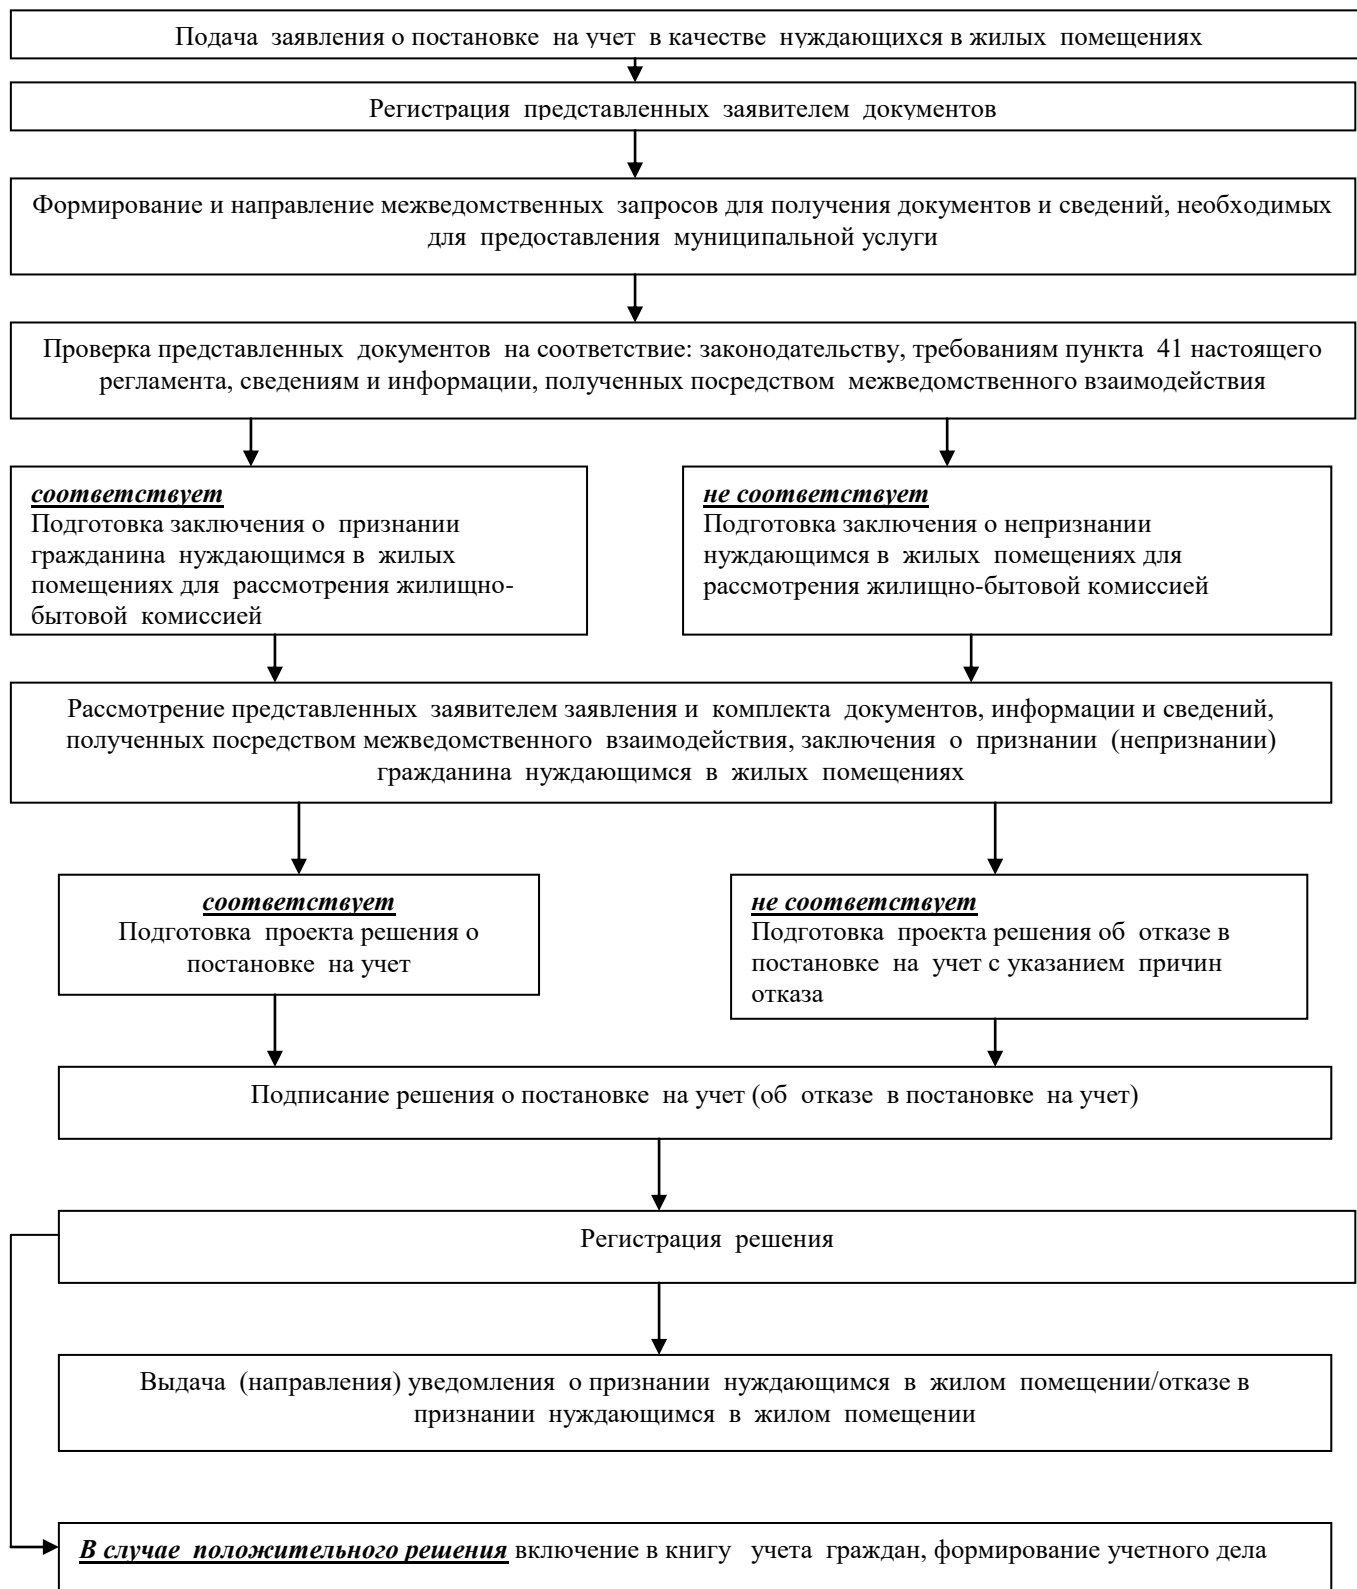 Подача заявления о постановке на учет в качестве нуждающихся в жилых помещениях
Регистрация представленных заявителем документов
Формирование и направление межведомственных запросов для получения документов и сведений, необходимых
для предоставления муниципальной услуги
Проверка представленных документов на соответствие: законодательству, требованиям пункта 41 настоящего
регламента, сведениям и информации, полученных посредством межведомственного взаимодействия
соответствует
Подготовка заключения о признании
гражданина нуждающимся в жилых
помещениях для рассмотрения жилищно-
бытовой комиссией
не соответствует
Подготовка заключения о непризнании
нуждающимся в жилых помещениях для
рассмотрения жилищно-бытовой комиссией
Рассмотрение представленных заявителем заявления и комплекта документов, информации и сведений,
полученных посредством межведомственного взаимодействия, заключения о признании (непризнании)
гражданина нуждающимся в жилых помещениях
соответствует
Подготовка проекта решения о
постановке на учет
не соответствует
Подготовка проекта решения об отказе в
постановке на учет с указанием причин
отказа
Подписание решения о постановке на учет (об отказе в постановке на учет)
Регистрация решения
Выдача (направления) уведомления о признании нуждающимся в жилом помещении/отказе в
признании нуждающимся в жилом помещении
В случае положительного решения включение в книгу учета граждан, формирование учетного дела